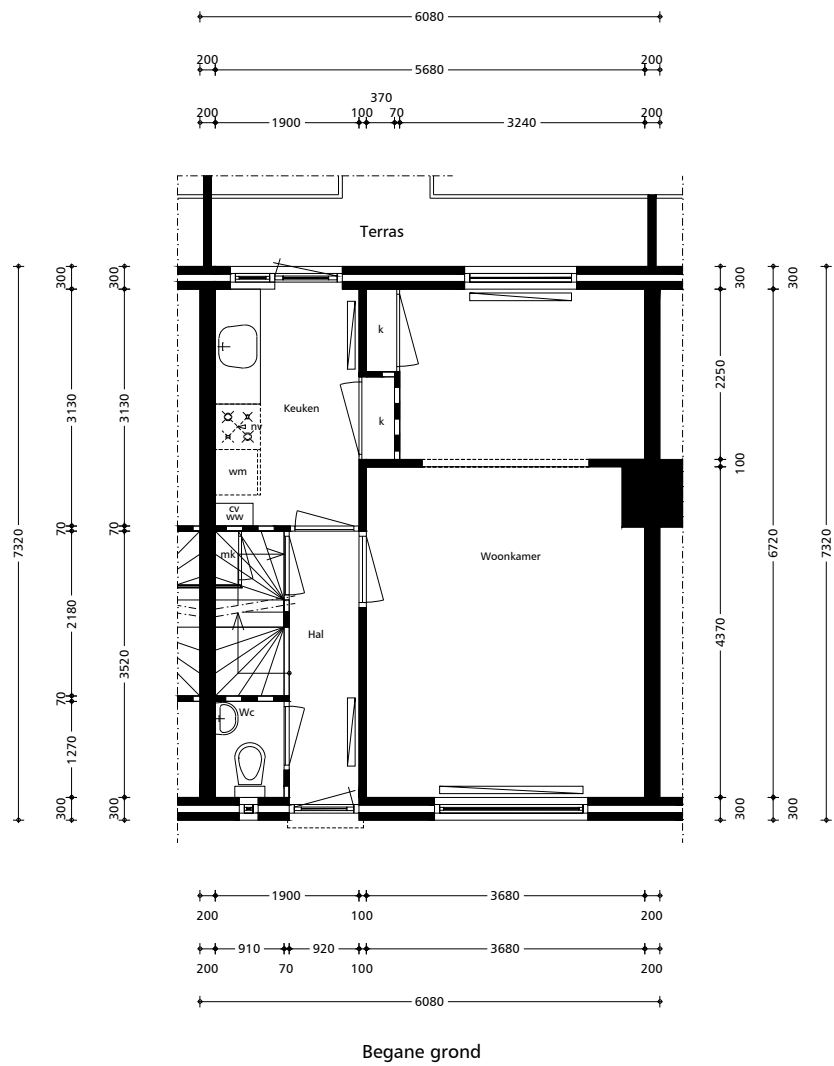 6080
200 200
5680
370
200 100 70 200
1900 3240
Terras
300 300 300 300
k
2250
3130 3130 Keuken k
nv
wm 100
cv
ww
70 70
7320 mk Woonkamer 6720 7320
2180 Hal
3520 4370
70 Wc
1270
300 300 300 300
1900 3680
200 100 200
910 920 3680
200 70 100 200
6080
Begane grond